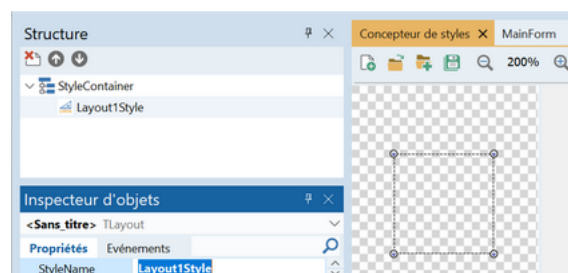 Structure
StyleContainer
Layout1Style
Inspecteur d'objets
<Sans_titre> TLayout
Propriétés Evénements
StyleName Layout1Style
Concepteur de styles MainForm
200%